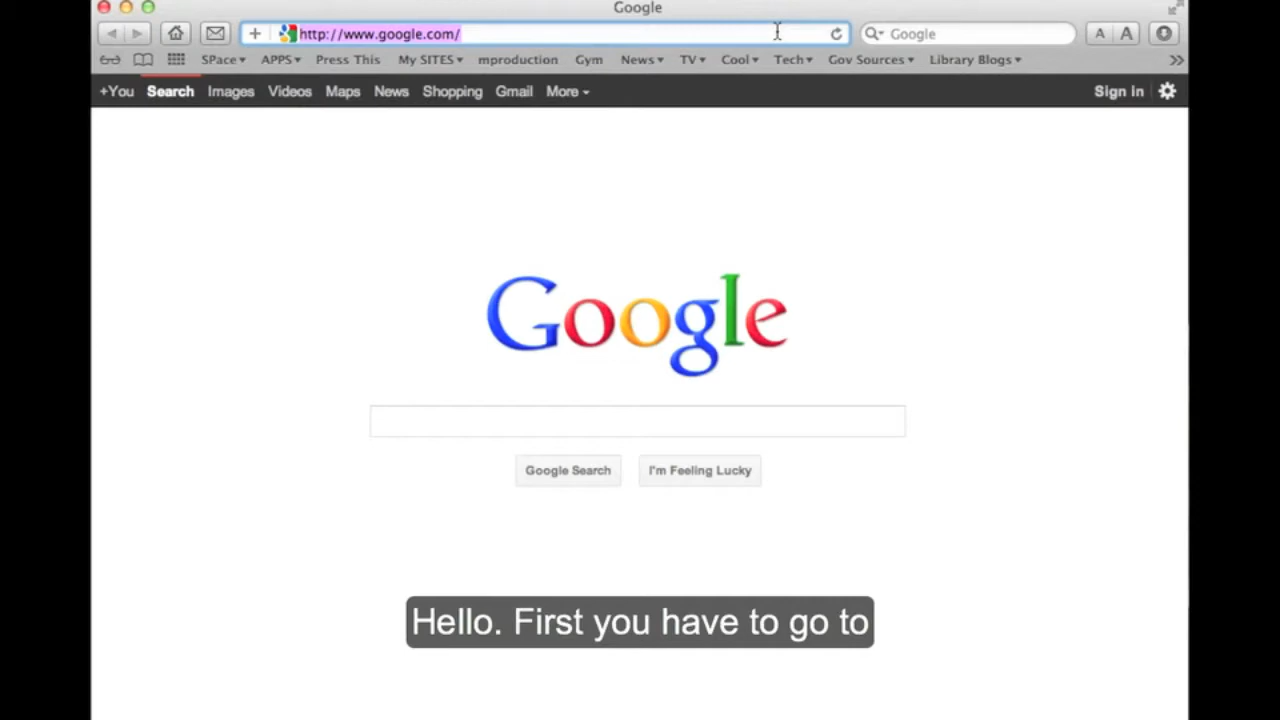 Google
http://www.google.com/
Google
A A
SPace APPS Press This My SITES mproduction Gym News TV Cool Tech Gov Sources Library Blogs
+You Search Images Videos Maps News Shopping Gmail More Sign in
Google
Google Search I'm Feeling Lucky
Hello. First you have to go to